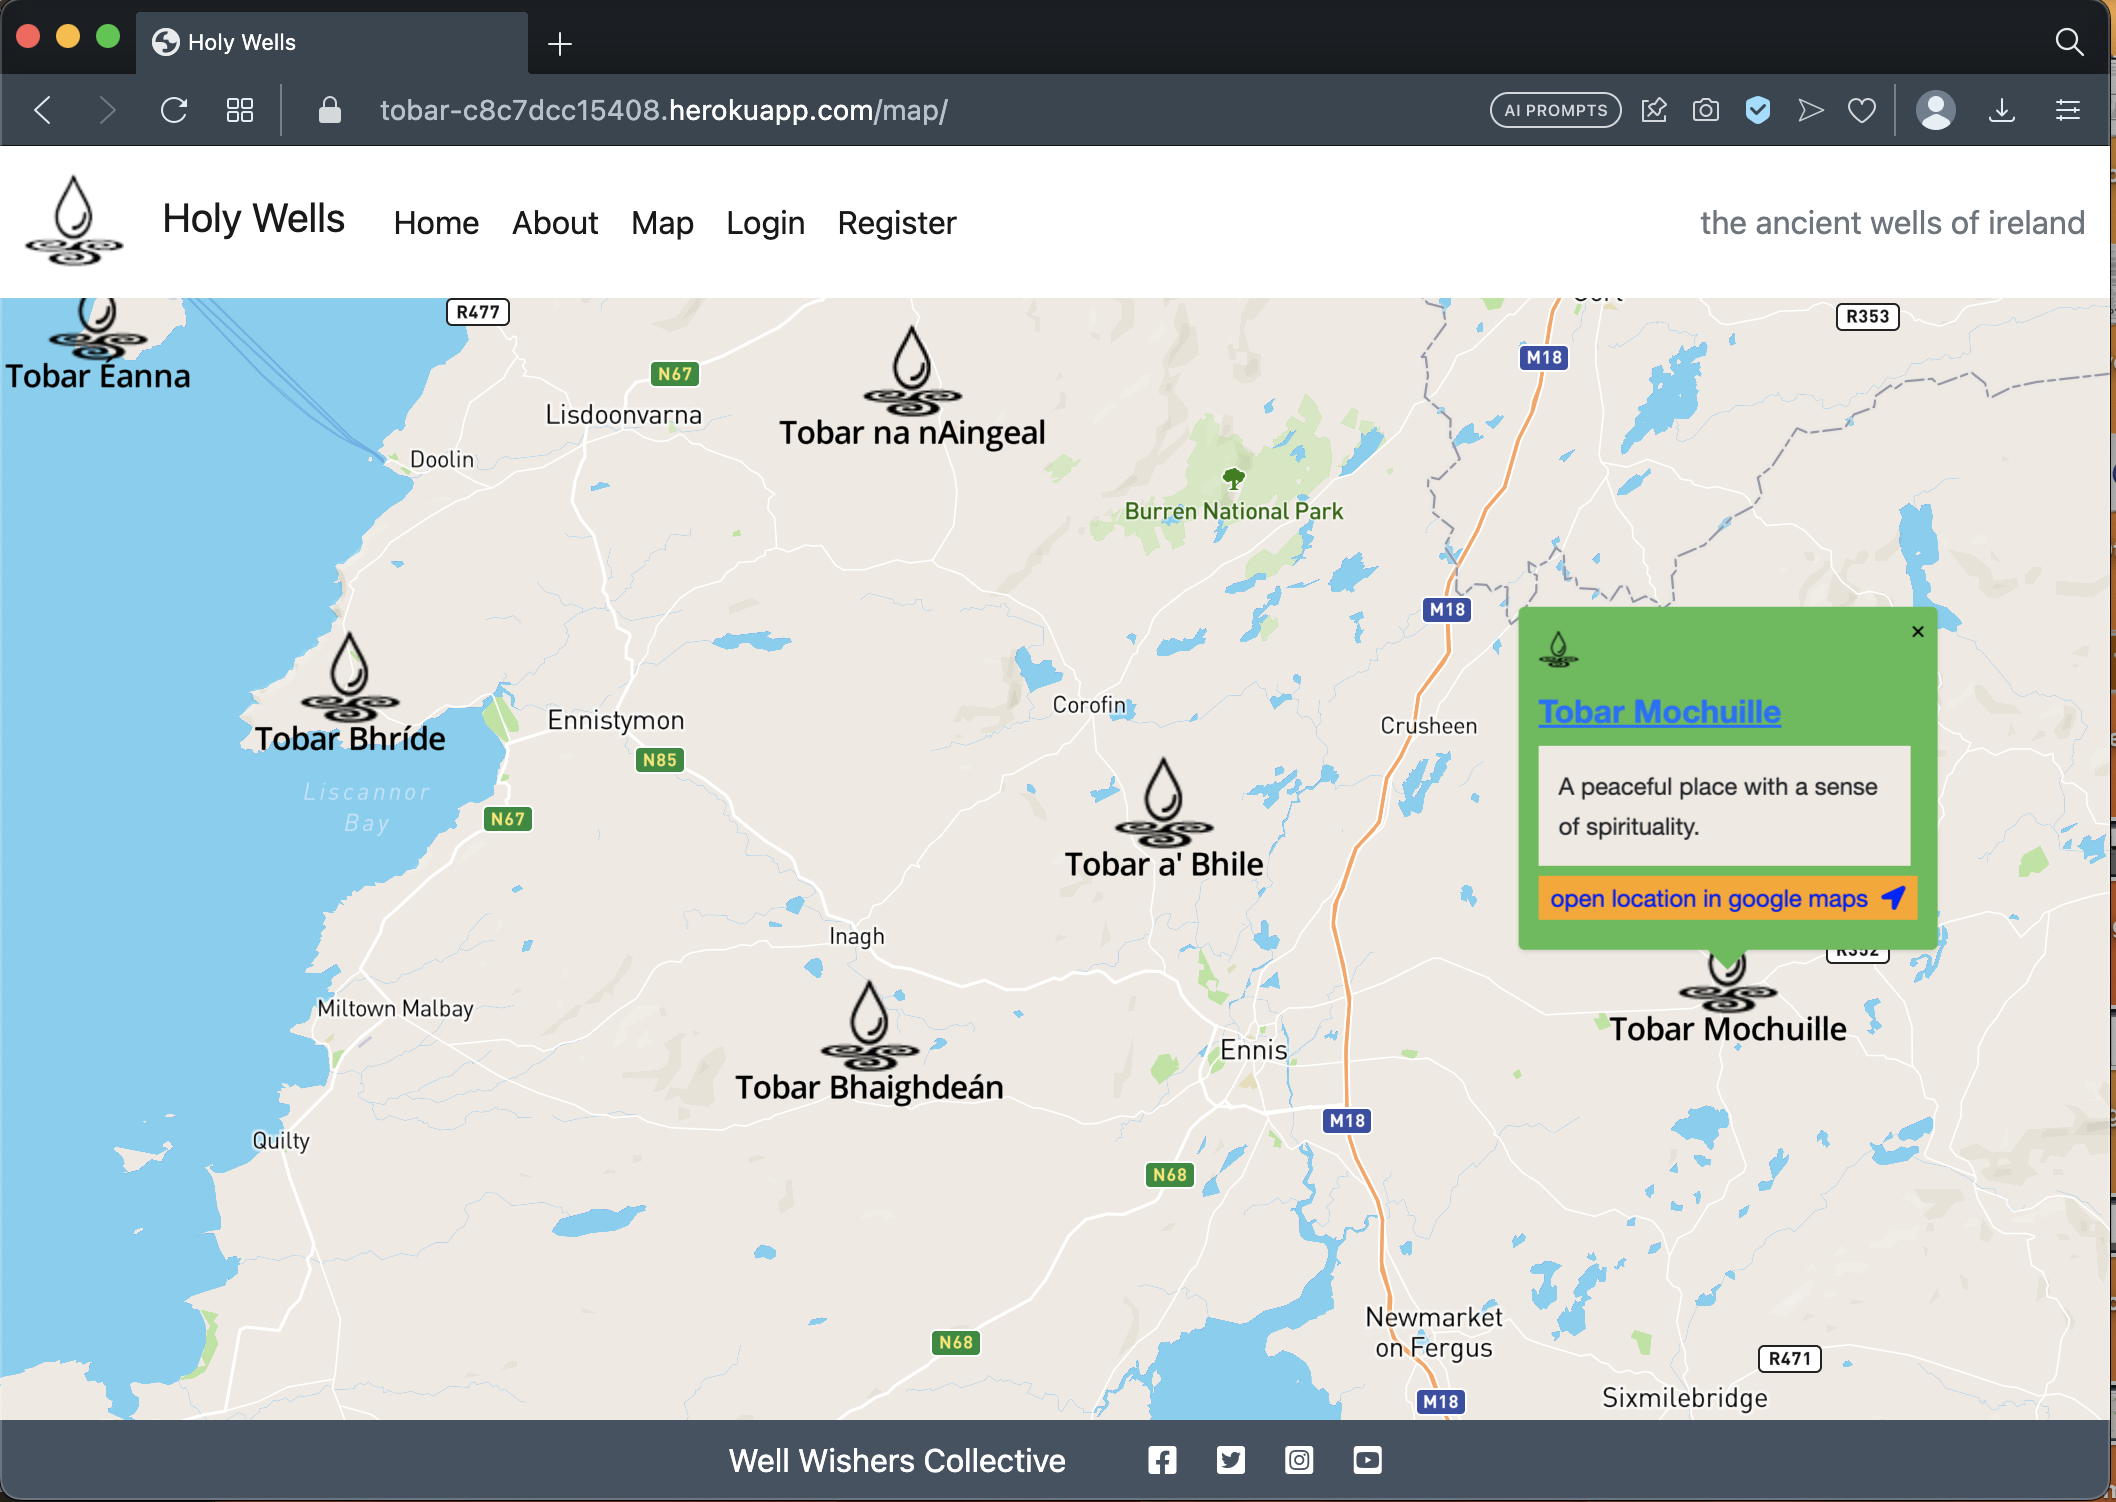 Holy Wells
tobar-c8c7dcc15408.herokuapp.com/map/
AI PROMPTS
Holy Wells
Home
About
Map
Login
Register
the ancient wells of ireland
R477
R353
M18
Tobar Éanna
N67
Lisdoonvarna
Tobar na nAingeal
Doolin
Burren National Park
M18
Tobar Bhríde
Ennistymon
N85
Corofin
Crusheen
Tobar Mochuille
A peaceful place with a sense
of spirituality.
open location in google maps
Liscannor
Bay
N67
Tobar a' Bhile
Inagh
R352
Miltown Malbay
Tobar Mochuille
Ennis
Tobar Bhaighdeán
M18
Quilty
N68
Newmarket
on Fergus
N68
R471
Sixmilebridge
M18
Well Wishers Collective